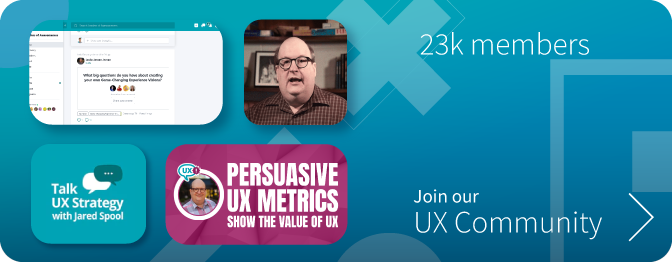 What big questions do you have about creating
your own Game-Changing Experience Visions?
23k members
Talk
UX Strategy
with Jared Spool
UX
PERSUASIVE
UX METRICS
SHOW THE VALUE OF UX
Join our
UX Community